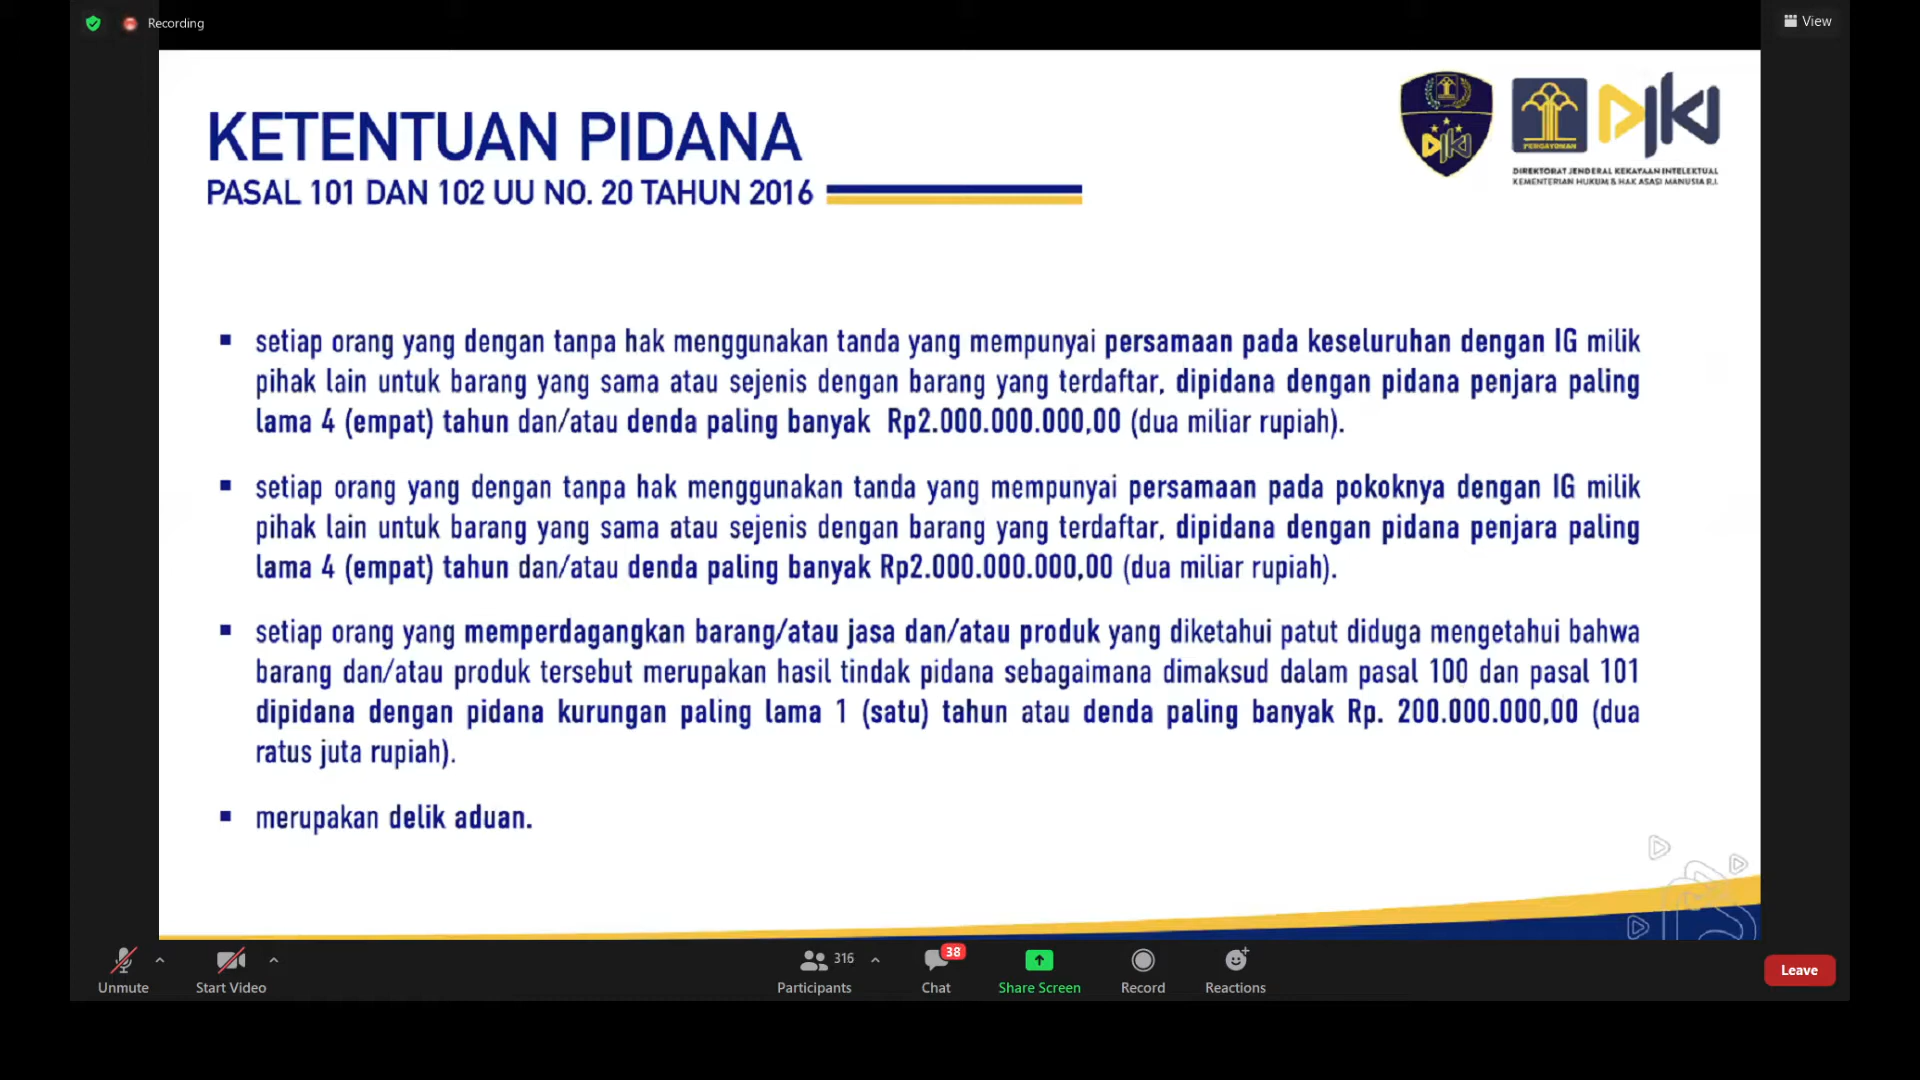 Recording
View
KETENTUAN PIDANA
PASAL 101 DAN 102 UU NO. 20 TAHUN 2016
DJKI
PENGAYOMAN
DJKI
DIREKTORAT JENDERAL KEKAYAAN INTELEKTUAL
KEMENTERIAN HUKUM & HAK ASASI MANUSIA R.I.
▪ setiap orang yang dengan tanpa hak menggunakan tanda yang mempunyai persamaan pada keseluruhan dengan IG milik
pihak lain untuk barang yang sama atau sejenis dengan barang yang terdaftar, dipidana dengan pidana penjara paling
lama 4 (empat) tahun dan/atau denda paling banyak Rp2.000.000.000,00 (dua miliar rupiah).
▪ setiap orang yang dengan tanpa hak menggunakan tanda yang mempunyai persamaan pada pokoknya dengan IG milik
pihak lain untuk barang yang sama atau sejenis dengan barang yang terdaftar, dipidana dengan pidana penjara paling
lama 4 (empat) tahun dan/atau denda paling banyak Rp2.000.000.000,00 (dua miliar rupiah).
▪ setiap orang yang memperdagangkan barang/atau jasa dan/atau produk yang diketahui patut diduga mengetahui bahwa
barang dan/atau produk tersebut merupakan hasil tindak pidana sebagaimana dimaksud dalam pasal 100 dan pasal 101
dipidana dengan pidana kurungan paling lama 1 (satu) tahun atau denda paling banyak Rp. 200.000.000,00 (dua
ratus juta rupiah).
▪ merupakan delik aduan.
Unmute
Start Video
316
Participants
38
Chat
Share Screen
Record
Reactions
Leave